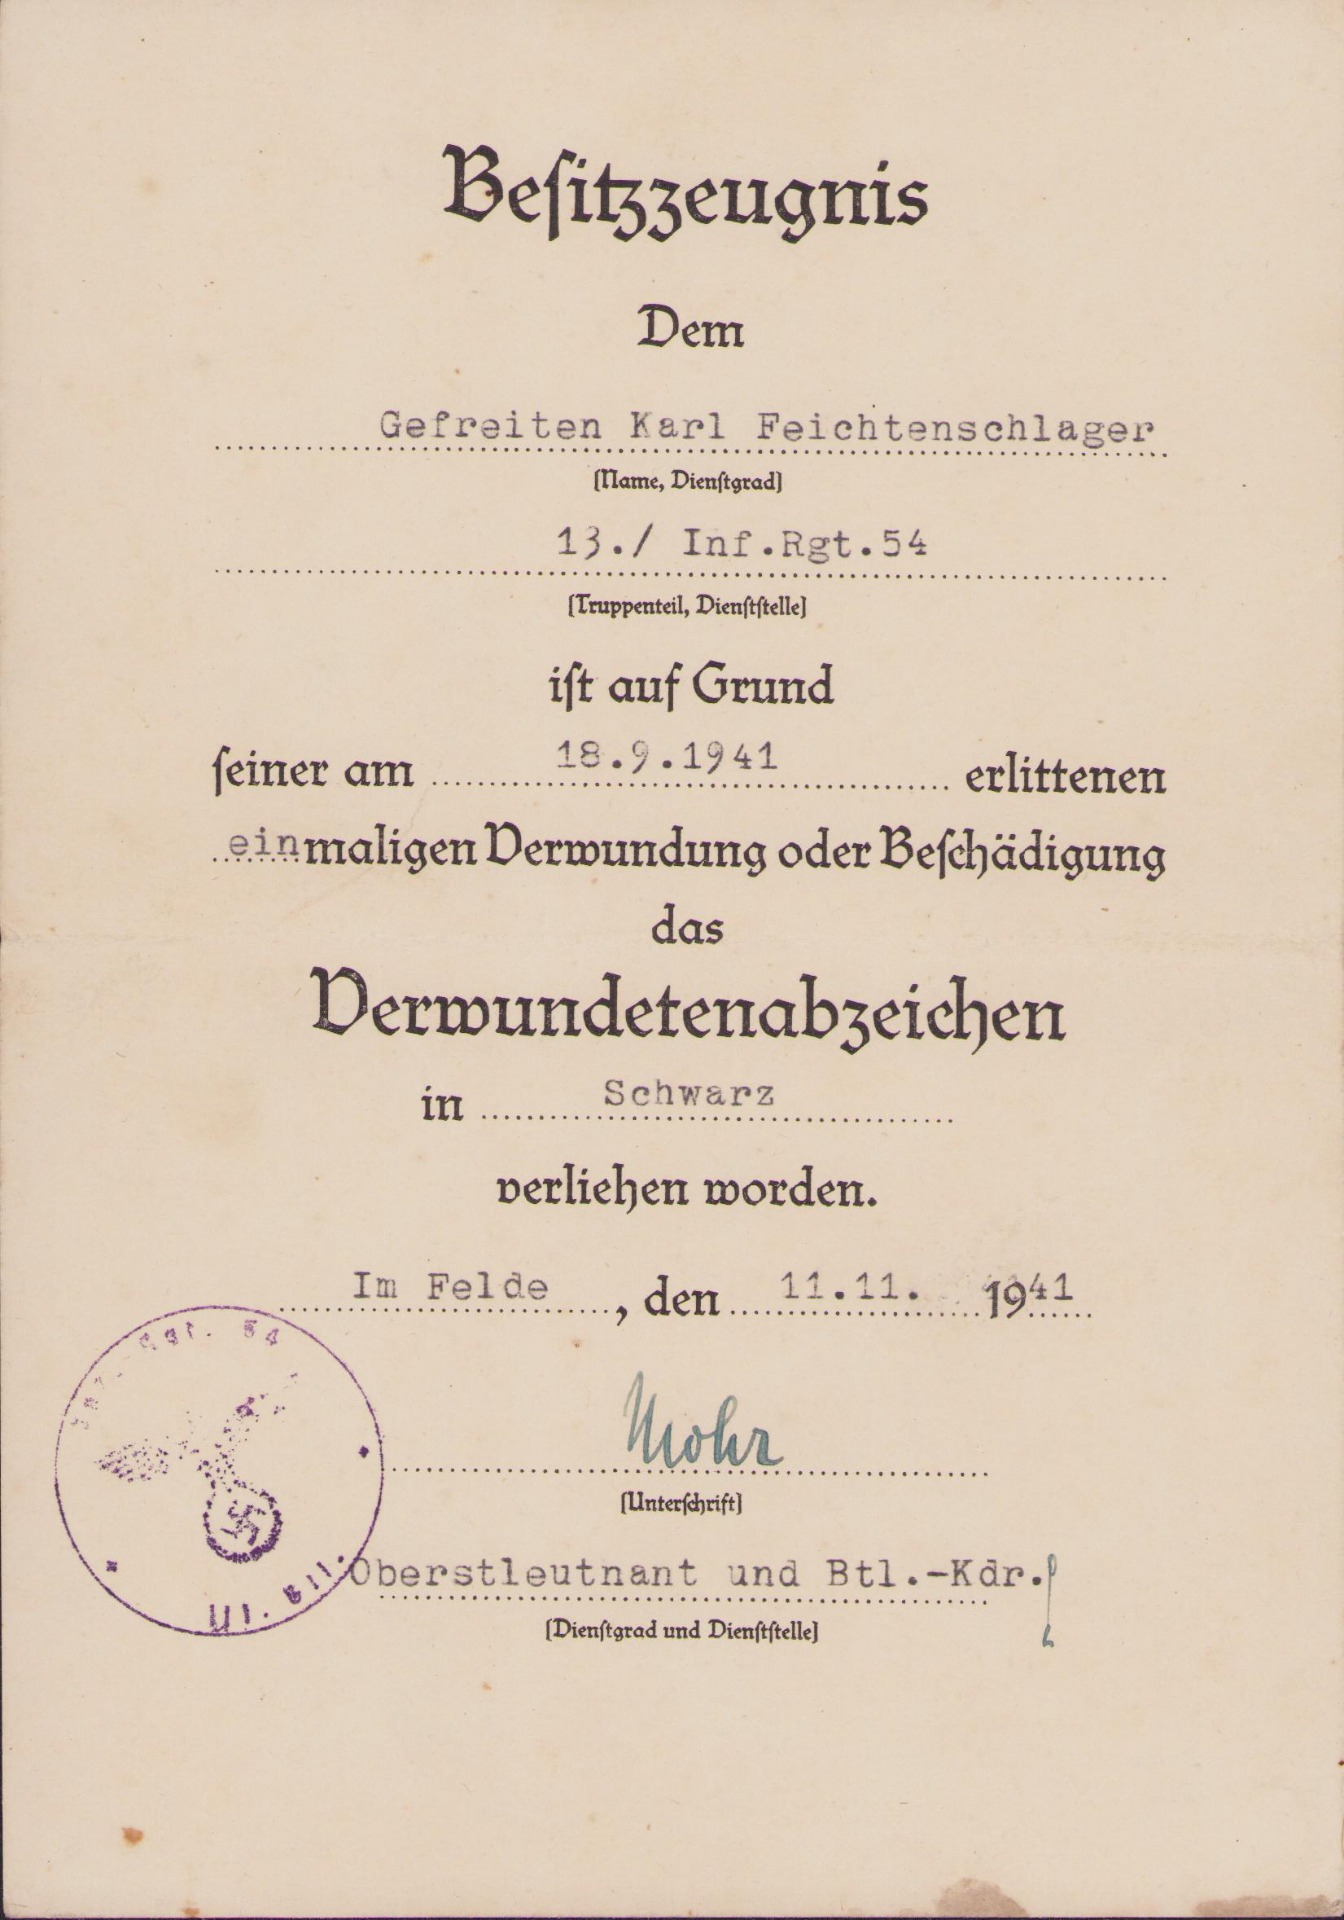 Besitzzeugnis
Dem
Gefreiten Karl Feichtenschlager
(Name, Dienstgrad)
13./ Inf.Rgt.54
(Truppenteil, Dienststelle)
ist auf Grund
seiner am 18.9.1941 erlittenen
einmaligen Verwundung oder Beschädigung
das
Verwundetenabzeichen
in Schwarz
verliehen worden.
Im Felde, den 11.11. 1941
Rgt. 54
Mohr
(Unterschrift)
Oberstleutnant und Btl.-Kdr.
(Dienstgrad und Dienststelle)